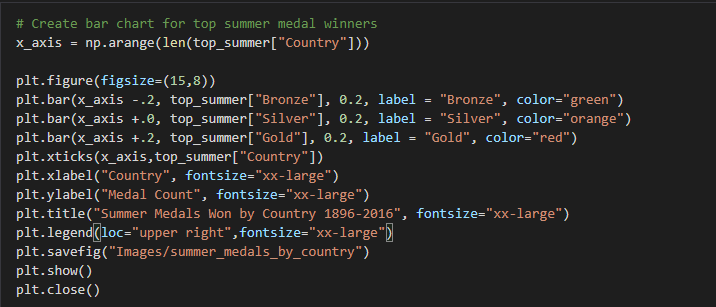 # Create bar chart for top summer medal winners
x_axis = np.arange(len(top_summer["Country"]))
plt.figure(figsize=(15,8))
plt.bar(x_axis -.2, top_summer["Bronze"], 0.2, label = "Bronze", color="green")
plt.bar(x_axis +.0, top_summer["Silver"], 0.2, label = "Silver", color="orange")
plt.bar(x_axis +.2, top_summer["Gold"], 0.2, label = "Gold", color="red")
plt.xticks(x_axis,top_summer["Country"])
plt.xlabel("Country", fontsize="xx-large")
plt.ylabel("Medal Count", fontsize="xx-large")
plt.title("Summer Medals Won by Country 1896-2016", fontsize="xx-large")
plt.legend(loc="upper right",fontsize="xx-large")
plt.savefig("Images/summer_medals_by_country")
plt.show()
plt.close()